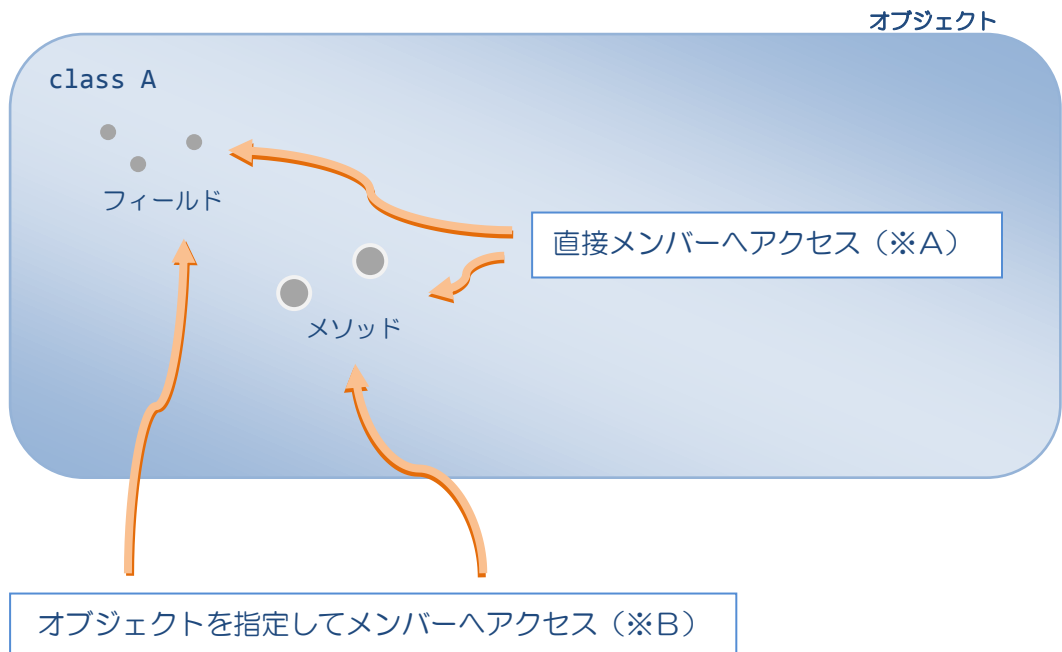 オブジェクト
class A
フィールド
直接メンバーへアクセス（※A）
メソッド
オブジェクトを指定してメンバーへアクセス（※B）